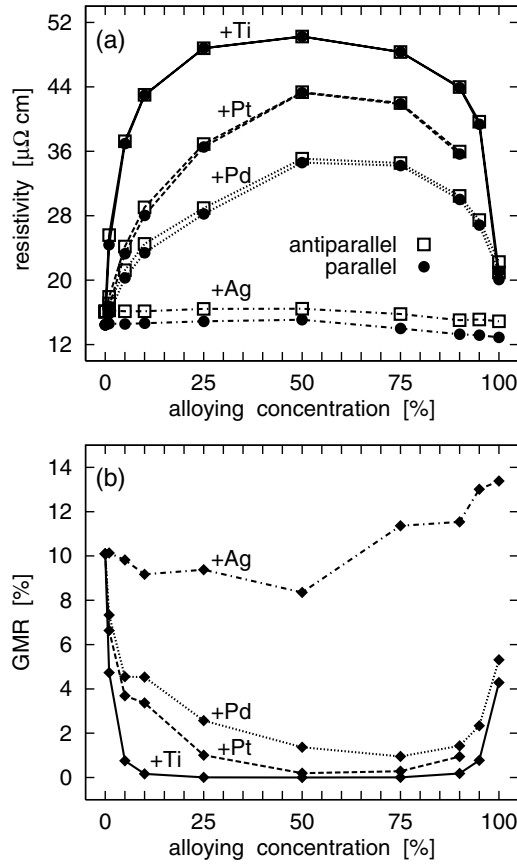 (a)
52
44
36
28
20
12
resistivity [μΩ cm]
+Ti
+Pt
+Pd
antiparallel
parallel
+Ag
0 25 50 75 100
alloying concentration [%]
(b)
14
12
10
8
6
4
2
0
GMR [%]
+Ag
+Pd
+Pt
+Ti
0 25 50 75 100
alloying concentration [%]